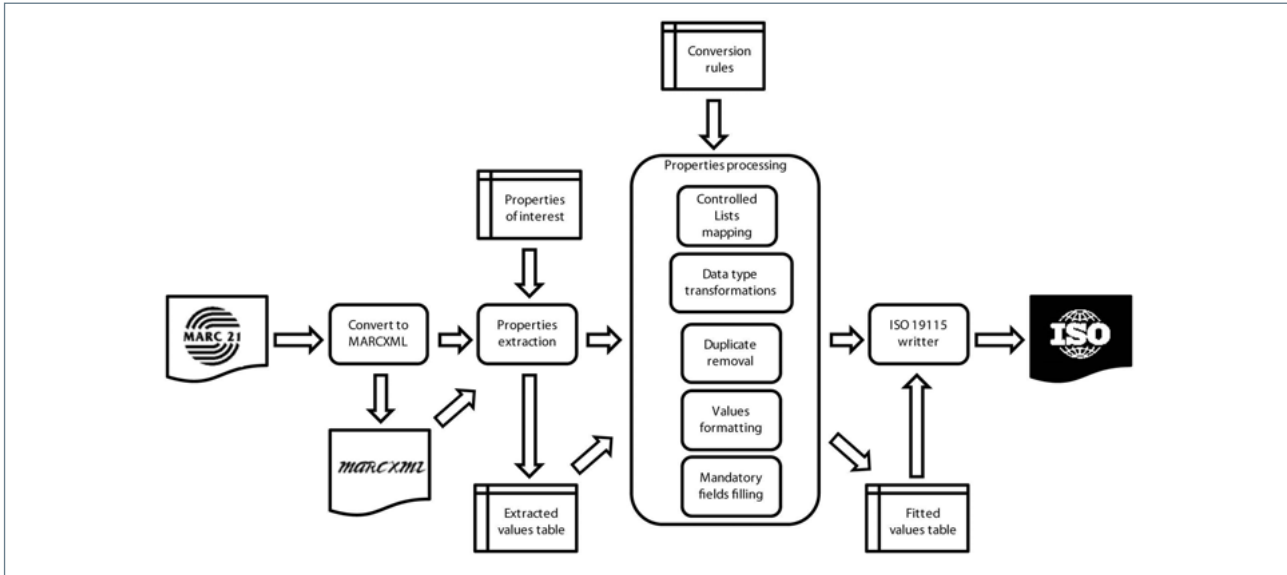 Conversion
rules
Properties processing
Properties
of interest
Controlled
Lists
mapping
Data type
transformations
MARC 21
Convert to
MARCXML
Properties
extraction
Duplicate
removal
ISO 19115
writter
ISO
Values
formatting
MARCXML
Mandatory
fields filling
Extracted
values table
Fitted
values table